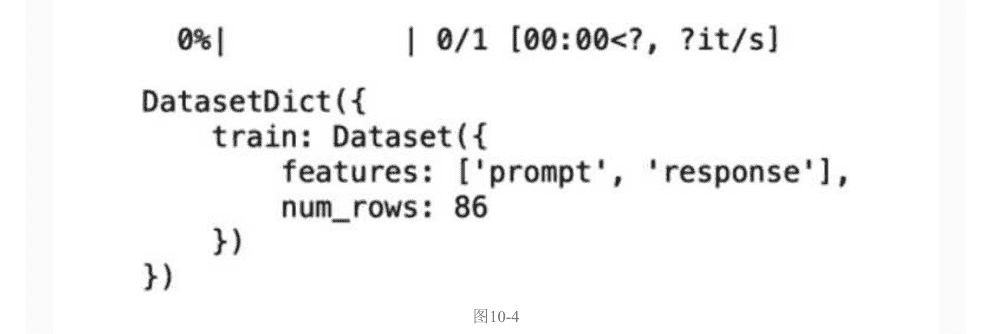 0%|          | 0/1 [00:00<?, ?it/s]
DatasetDict({
    train: Dataset({
        features: ['prompt', 'response'],
        num_rows: 86
    })
})
图10-4